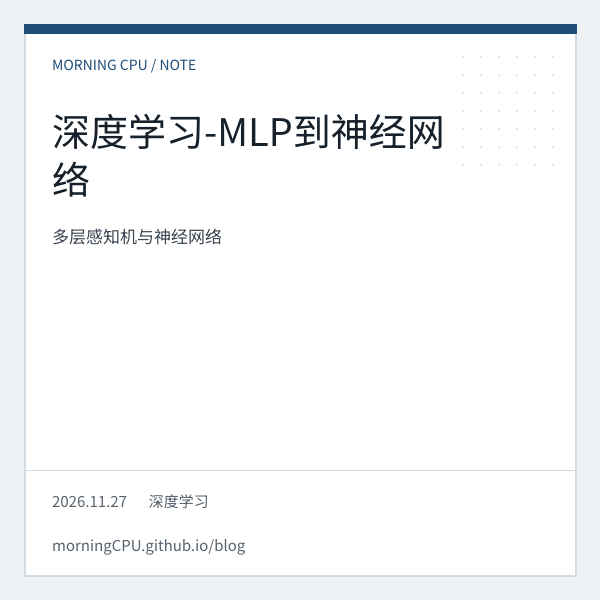 MORNING CPU / NOTE
深度学习-MLP到神经网
络
多层感知机与神经网络
2026.11.27 深度学习
morningCPU.github.io/blog